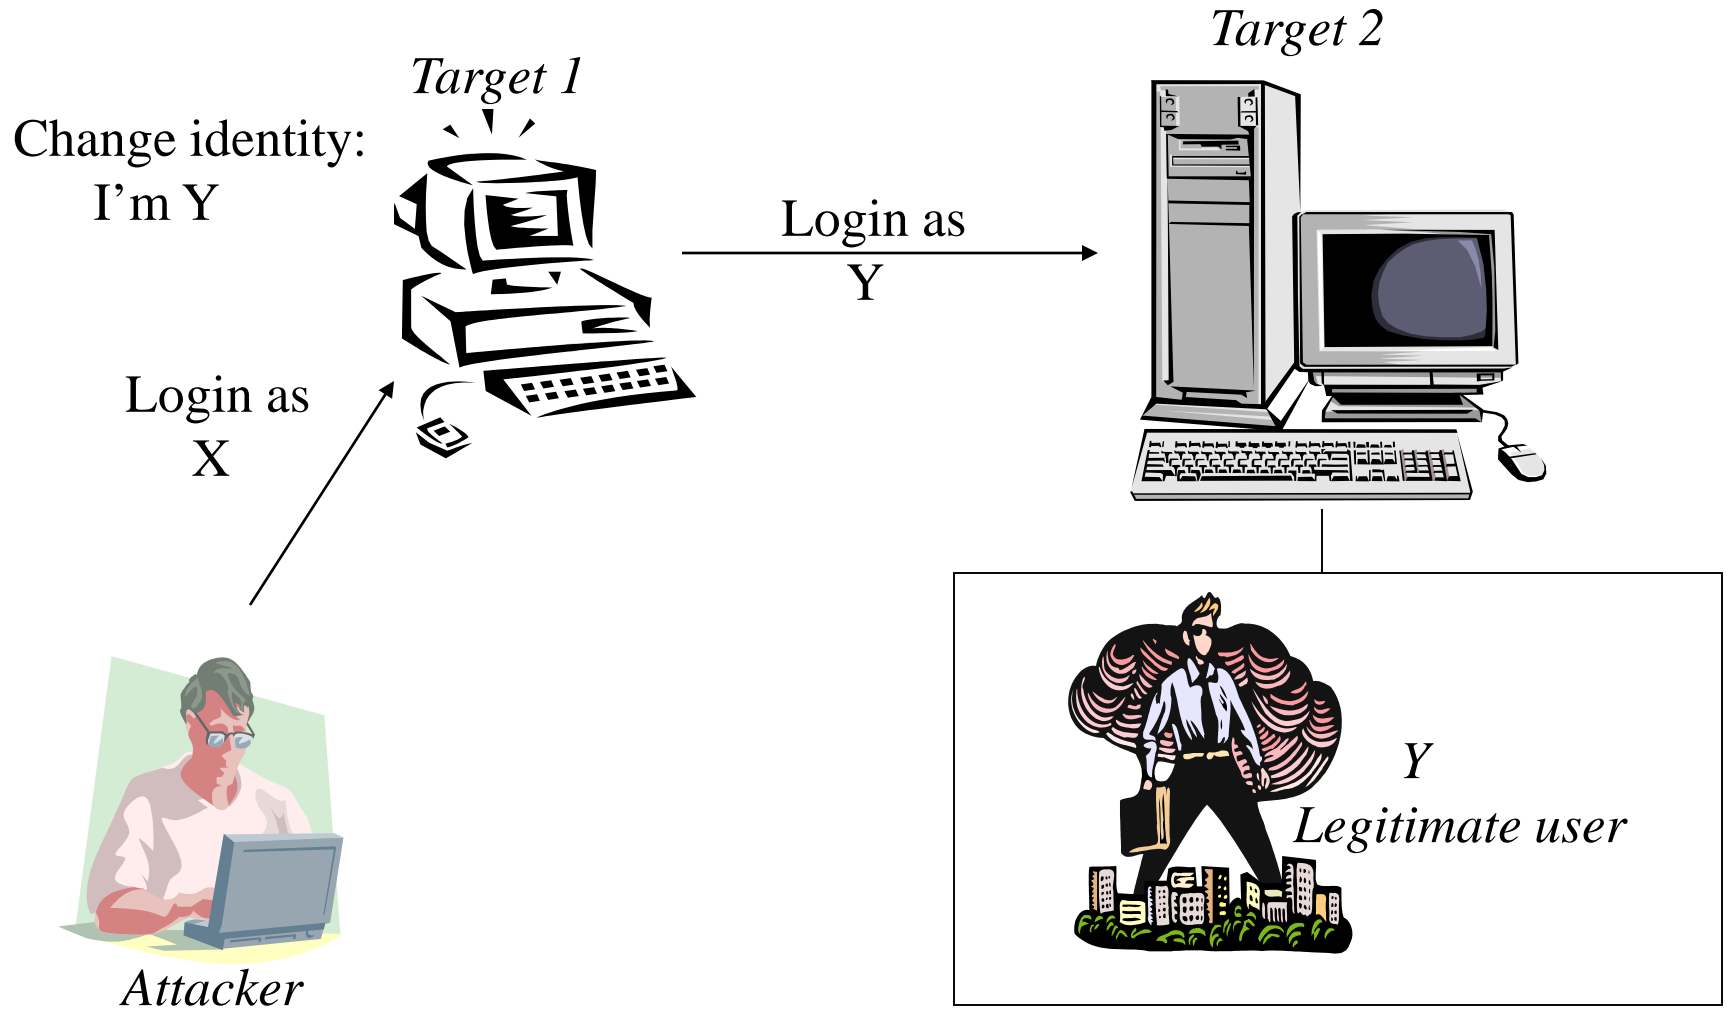 Target 2
Target 1
Change identity:
I'm Y
Login as
Y
Login as
X
Y
Legitimate user
Attacker